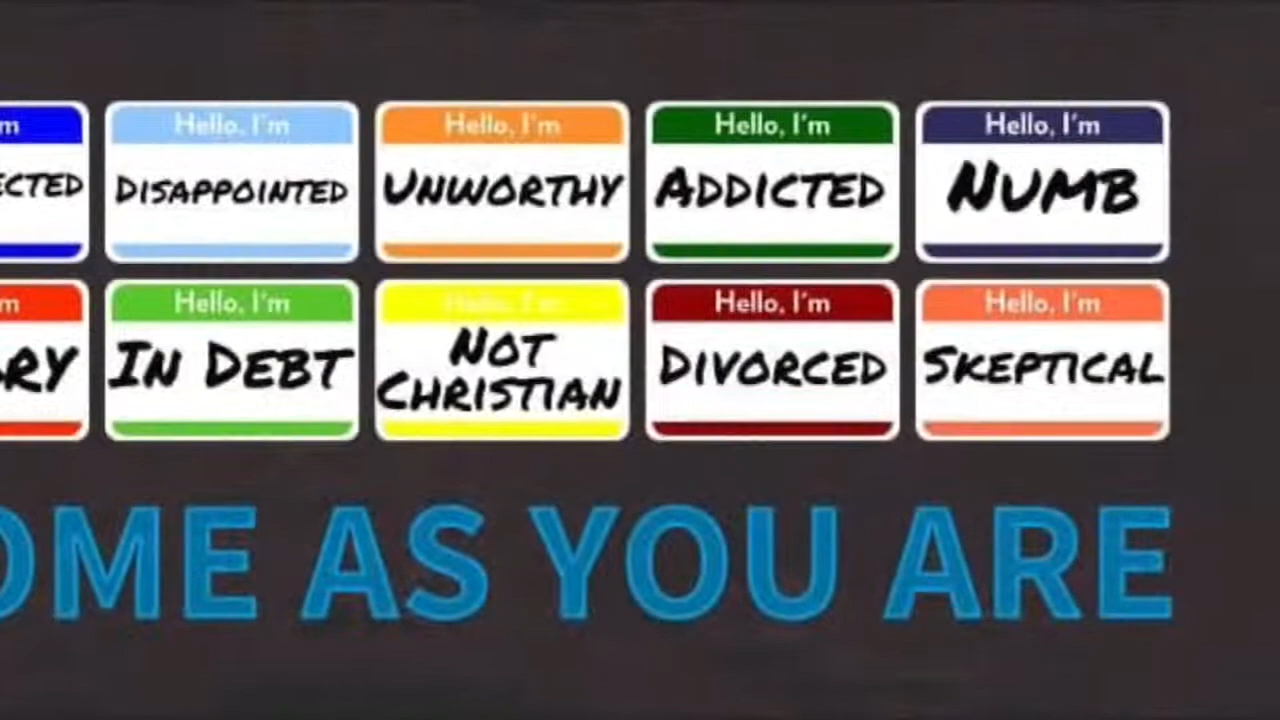 Hello, I'm Hello, I'm Hello, I'm Hello, I'm
DISAPPOINTED UNWORTHY ADDICTED NUMB
Hello, I'm Hello, I'm Hello, I'm Hello, I'm
IN DEBT NOT CHRISTIAN DIVORCED SKEPTICAL
AS YOU ARE